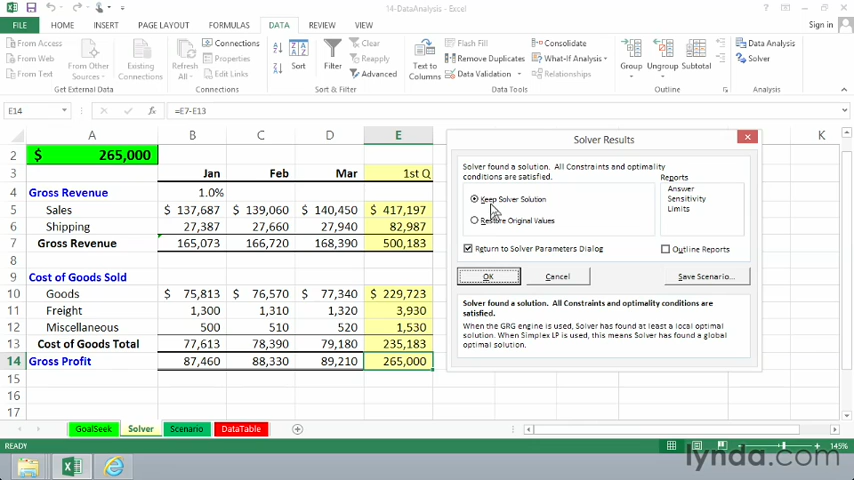 14-DataAnalysis
FILE HOME INSERT PAGE LAYOUT FORMULAS DATA REVIEW VIEW Sign in
From Access
From Web
From Text
From Other Sources
Existing Connections
Get External Data
Refresh All
Connections
Properties
Edit Links
Connections
Sort
Filter
Clear
Reapply
Advanced
Sort & Filter
Text to Columns
Flash Fill
Remove Duplicates
Data Validation
Consolidate
What-If Analysis
Relationships
Data Tools
Group
Ungroup
Subtotal
Outline
Data Analysis
Solver
Analysis
E14 fx =E7-E13
A B C D E K
2 $ 265,000
3 Jan Feb Mar 1st Q
4 Gross Revenue 1.0%
5 Sales $ 137,687 $ 139,060 $ 140,450 $ 417,197
6 Shipping 27,387 27,660 27,940 82,987
7 Gross Revenue 165,073 166,720 168,390 500,183
8
9 Cost of Goods Sold
10 Goods $ 75,813 $ 76,570 $ 77,340 $ 229,723
11 Freight 1,300 1,310 1,320 3,930
12 Miscellaneous 500 510 520 1,530
13 Cost of Goods Total 77,613 78,390 79,180 235,183
14 Gross Profit 87,460 88,330 89,210 265,000
15
16
17
Solver Results
Solver found a solution. All Constraints and optimality
conditions are satisfied.
Keep Solver Solution
Restore Original Values
Reports
Answer
Sensitivity
Limits
Return to Solver Parameters Dialog
Outline Reports
OK Cancel Save Scenario...
Solver found a solution. All Constraints and optimality conditions are
satisfied.
When the GRG engine is used, Solver has found at least a local optimal
solution. When Simplex LP is used, this means Solver has found a global
optimal solution.
GoalSeek Solver Scenario DataTable
READY 145%
lynda.com